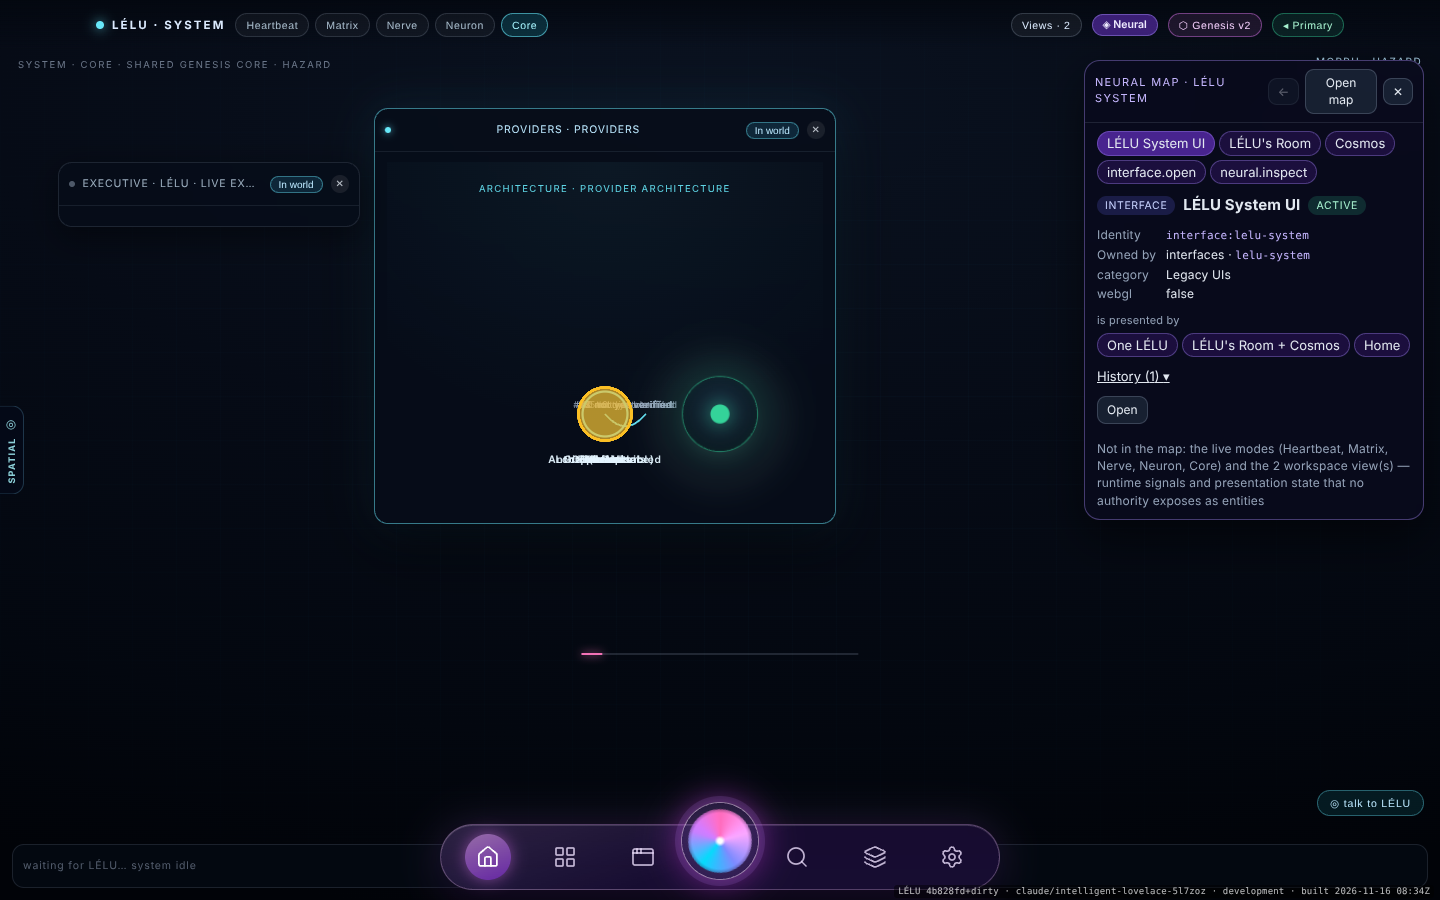 LÉLU · SYSTEM
Heartbeat
Matrix
Nerve
Neuron
Core
Views · 2
◈ Neural
⬡ Genesis v2
◂ Primary
SYSTEM · CORE · SHARED GENESIS CORE · HAZARD
NEURAL MAP · LÉLU
SYSTEM
←
Open
map
✕
LÉLU System UI
LÉLU's Room
Cosmos
interface.open
neural.inspect
INTERFACE
LÉLU System UI
ACTIVE
Identity interface:lelu-system
Owned by interfaces · lelu-system
category Legacy UIs
webgl false
is presented by
One LÉLU
LÉLU's Room + Cosmos
Home
History (1) ▾
Open
Not in the map: the live modes (Heartbeat, Matrix,
Nerve, Neuron, Core) and the 2 workspace view(s) —
runtime signals and presentation state that no
authority exposes as entities
PROVIDERS · PROVIDERS
In world
✕
ARCHITECTURE · PROVIDER ARCHITECTURE
EXECUTIVE · LÉLU · LIVE EX...
In world
✕
SPATIAL ◎
◎ talk to LÉLU
waiting for LÉLU… system idle
LÉLU 4b828fd+dirty · claude/intelligent-lovelace-5l7zoz · development · built 2026-11-16 08:34Z